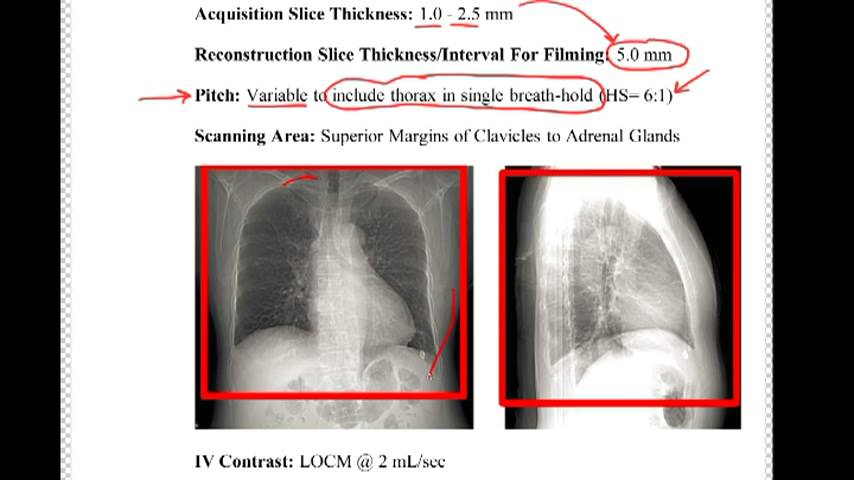 Acquisition Slice Thickness: 1.0 - 2.5 mm
Reconstruction Slice Thickness/Interval For Filming: 5.0 mm
Pitch: Variable to include thorax in single breath-hold (HS= 6:1)
Scanning Area: Superior Margins of Clavicles to Adrenal Glands
IV Contrast: LOCM @ 2 mL/sec